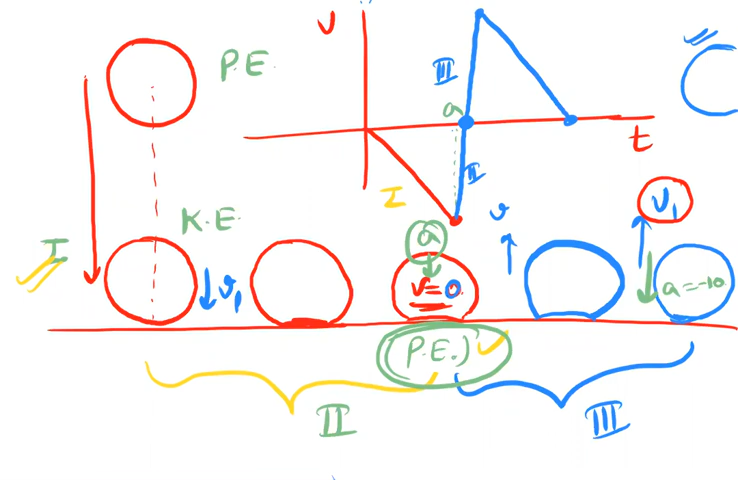 v
P.E.
III
a
t
II
I
v₁
K.E.
a
v
I
v₁
v=0
a=-10
(P.E.)
II
III